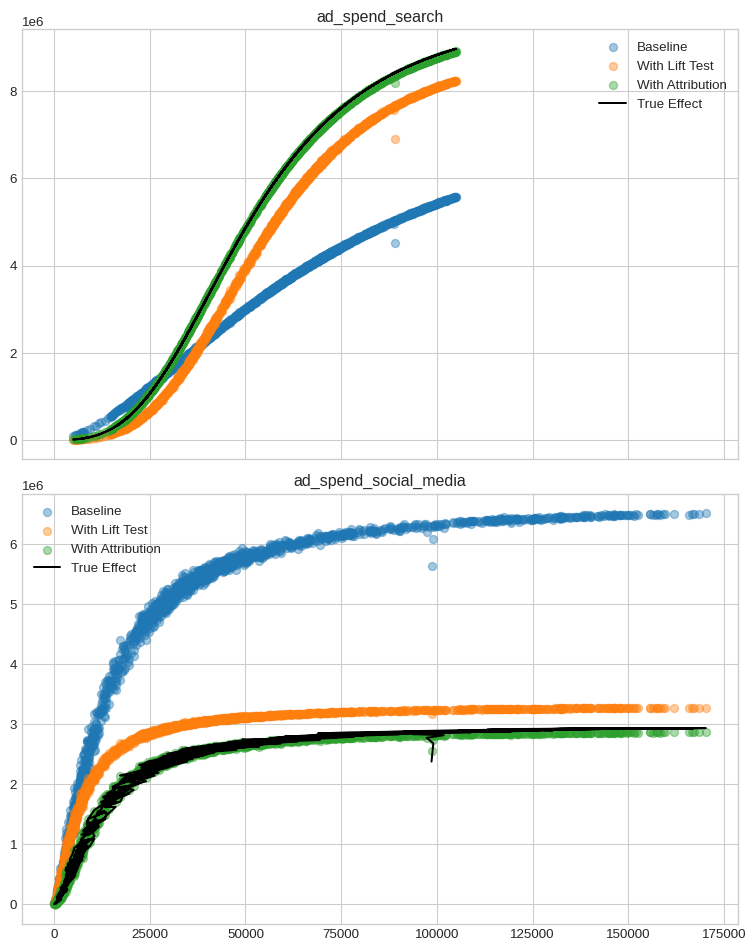 ad_spend_search
1e6
Baseline
With Lift Test
With Attribution
True Effect
8
6
4
2
0
ad_spend_social_media
1e6
Baseline
With Lift Test
With Attribution
True Effect
6
5
4
3
2
1
0
0 25000 50000 75000 100000 125000 150000 175000